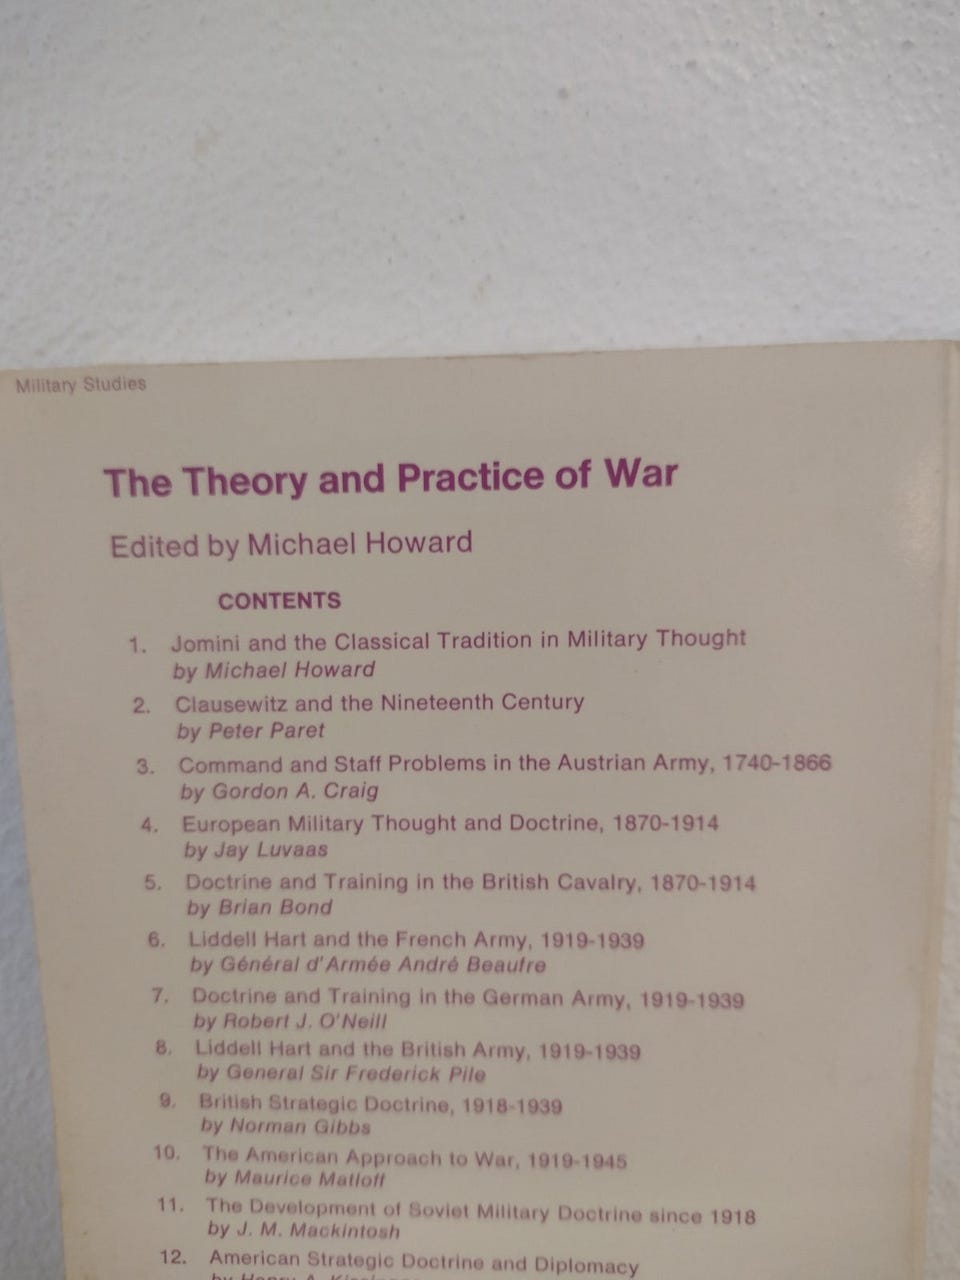 Military Studies
The Theory and Practice of War
Edited by Michael Howard
CONTENTS
1. Jomini and the Classical Tradition in Military Thought
by Michael Howard
2. Clausewitz and the Nineteenth Century
by Peter Paret
3. Command and Staff Problems in the Austrian Army, 1740-1866
by Gordon A. Craig
4. European Military Thought and Doctrine, 1870-1914
by Jay Luvaas
5. Doctrine and Training in the British Cavalry, 1870-1914
by Brian Bond
6. Liddell Hart and the French Army, 1919-1939
by Général d'Armée André Beaufre
7. Doctrine and Training in the German Army, 1919-1939
by Robert J. O'Neill
8. Liddell Hart and the British Army, 1919-1939
by General Sir Frederick Pile
9. British Strategic Doctrine, 1918-1939
by Norman Gibbs
10. The American Approach to War, 1919-1945
by Maurice Matloff
11. The Development of Soviet Military Doctrine since 1918
by J. M. Mackintosh
12. American Strategic Doctrine and Diplomacy
by Henry A.